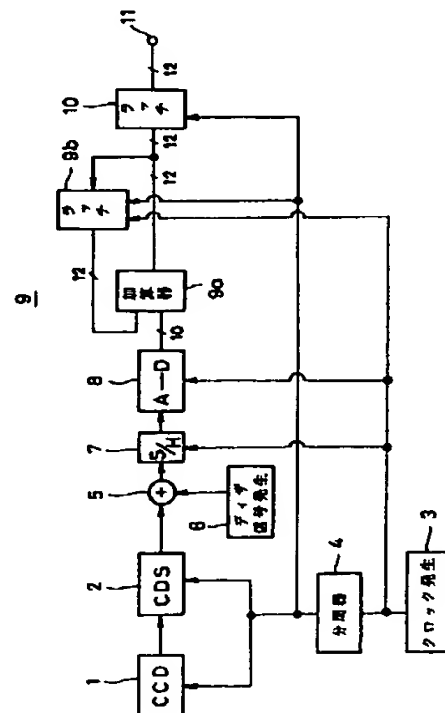 9
1
CCD
2
CDS
5
+
6
ディザ
信号発生
7
S/H
8
A—D
10
加算器
9a
12
9b
ラッチ
12
12
10
ラッチ
12
11
4
分周器
3
クロック発生